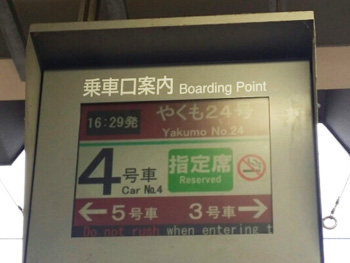 乗車口案内 Boarding Point
16:29発 やくも24号
Yakumo No.24
4号車 指定席
Car No.4 Reserved
←5号車 3号車→
Do not rush when entering t